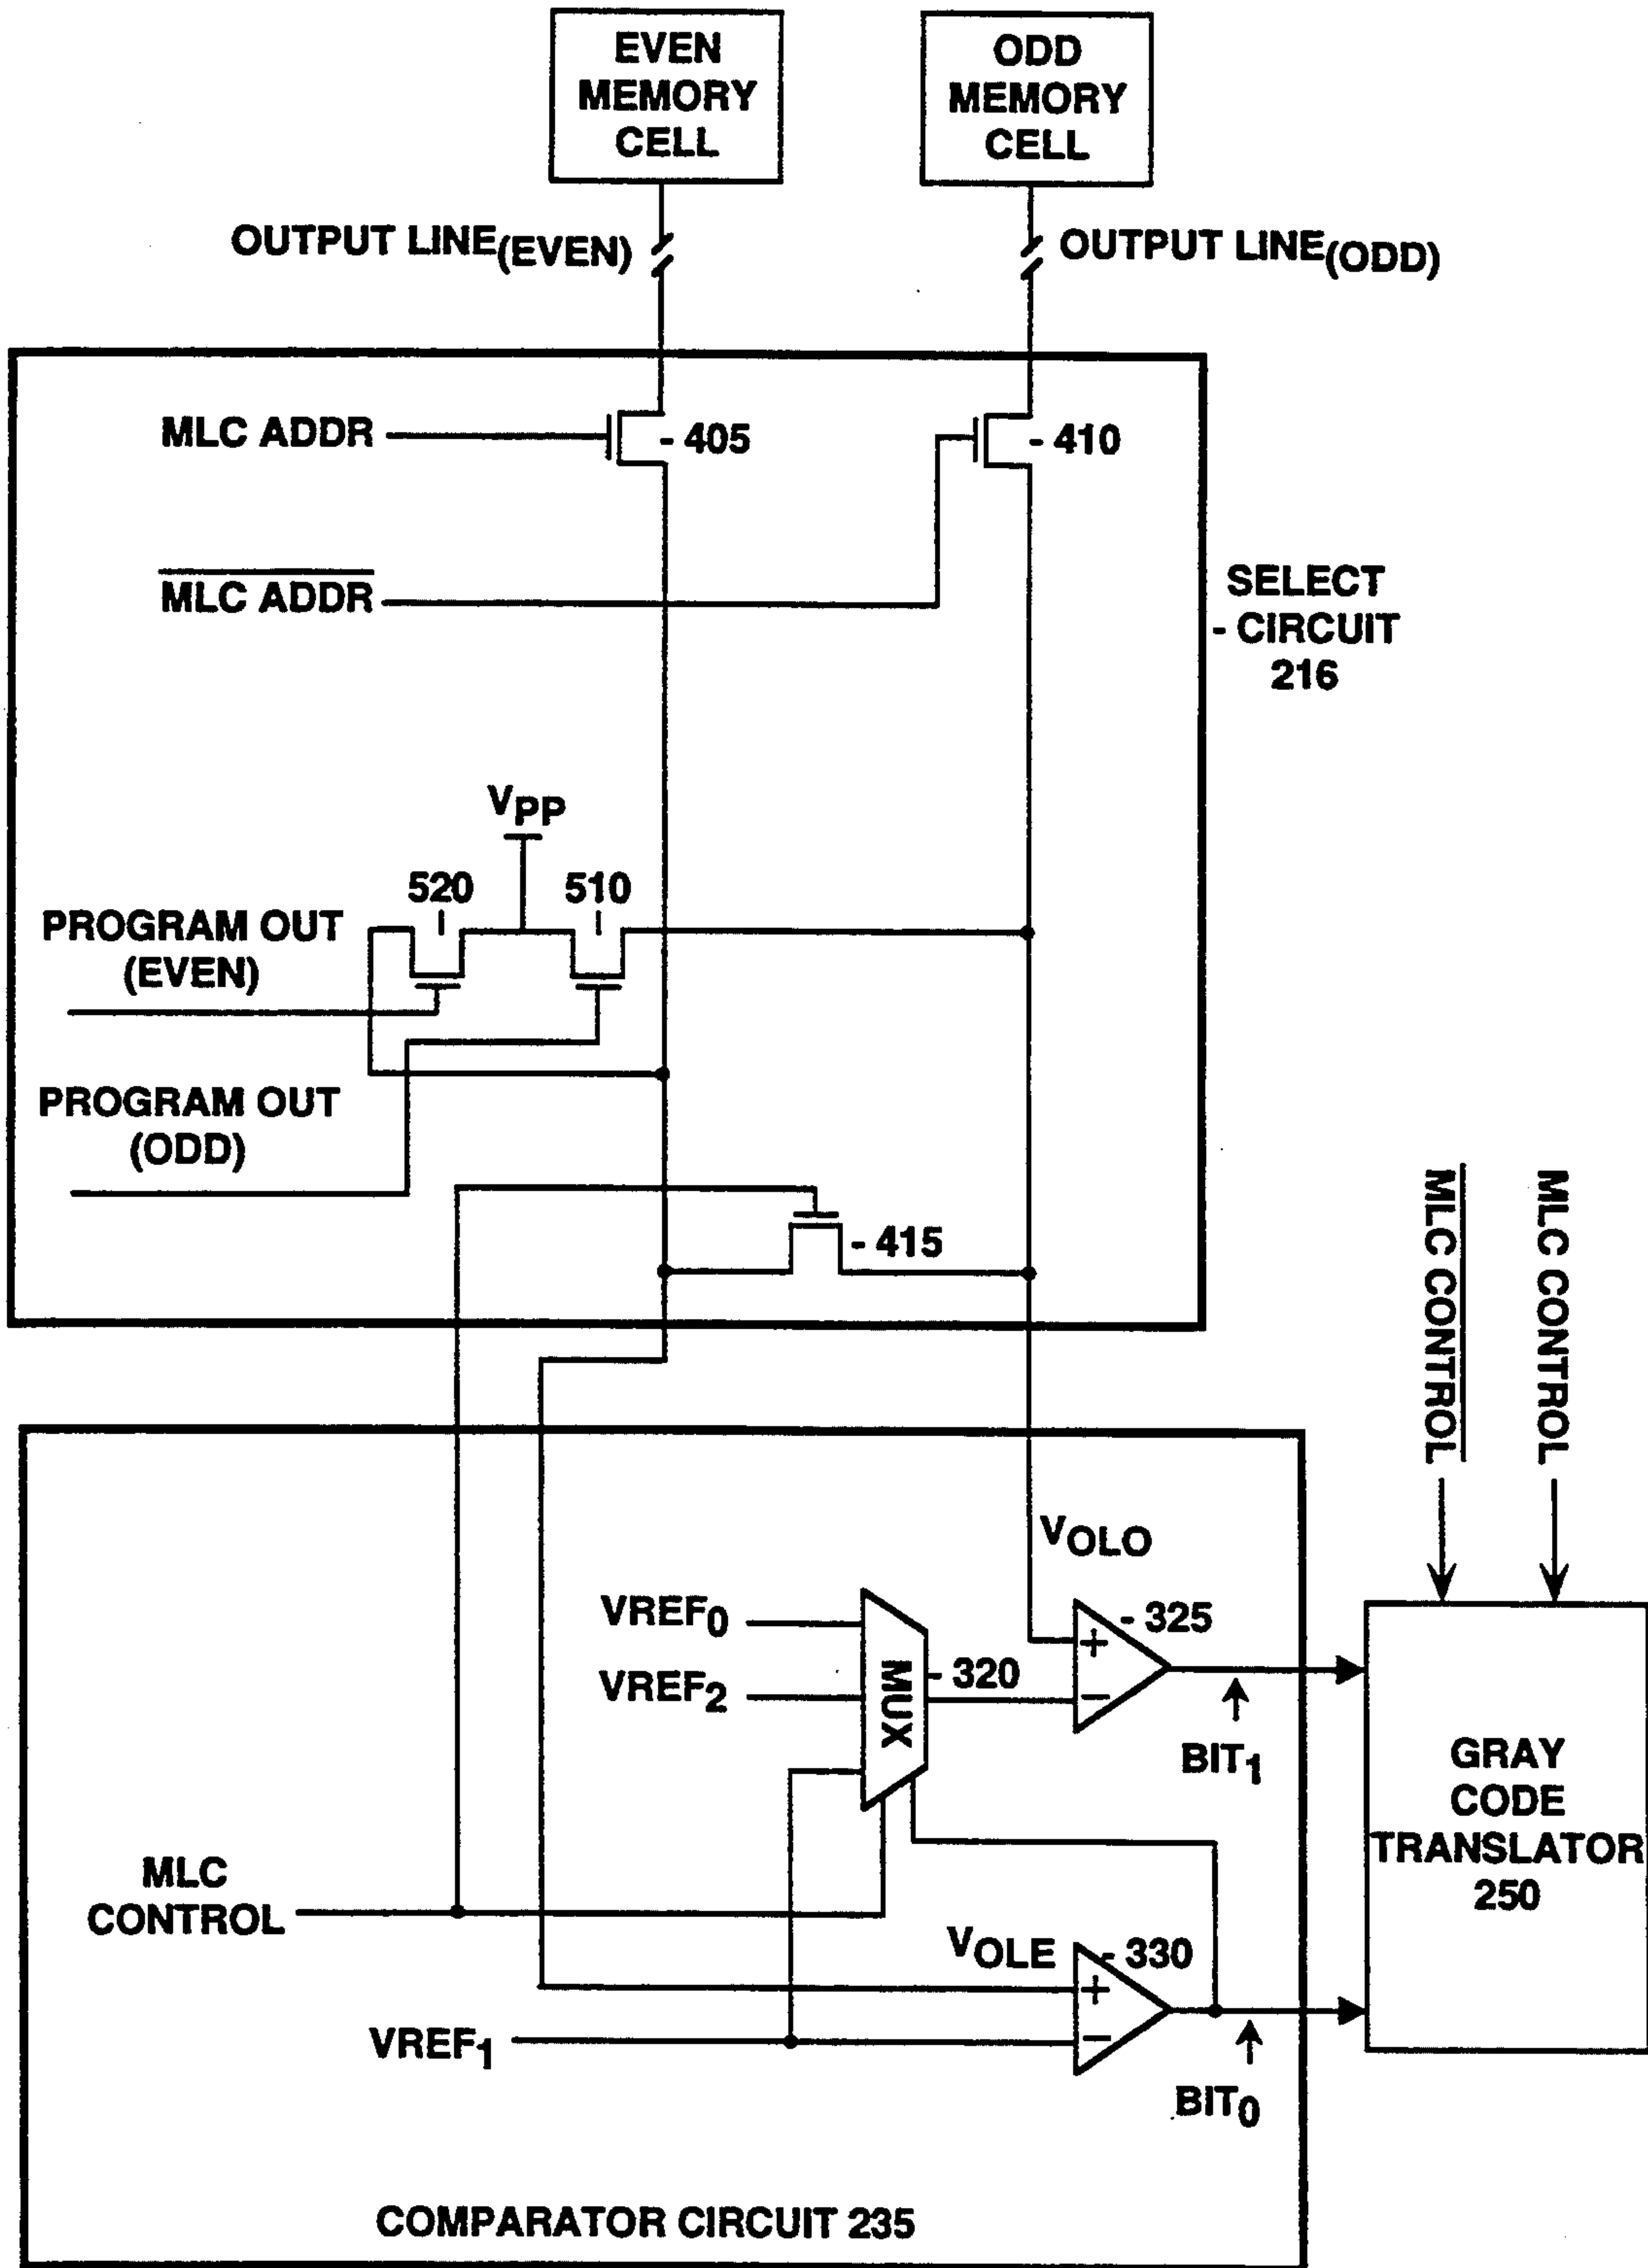 EVEN
MEMORY
CELL
ODD
MEMORY
CELL
OUTPUT LINE(EVEN)
OUTPUT LINE(ODD)
MLC ADDR
- 405
- 410
MLC ADDR
SELECT
- CIRCUIT
216
VPP
520
510
PROGRAM OUT
(EVEN)
PROGRAM OUT
(ODD)
- 415
MLC CONTROL
MLC CONTROL
VOLO
VREF0
VREF2
MUX
- 320
- 325
+
−
BIT1
GRAY
CODE
TRANSLATOR
250
MLC
CONTROL
VOLE
- 330
+
−
VREF1
BIT0
COMPARATOR CIRCUIT 235